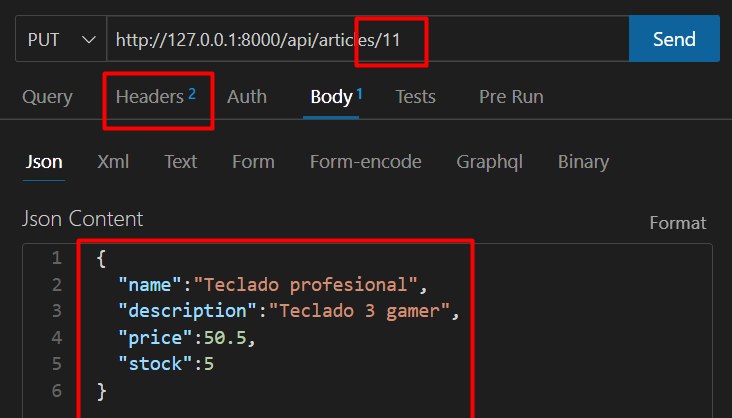 PUT http://127.0.0.1:8000/api/articles/11 Send
Query Headers 2 Auth Body 1 Tests Pre Run
Json Xml Text Form Form-encode Graphql Binary
Json Content Format
1 {
2 "name":"Teclado profesional",
3 "description":"Teclado 3 gamer",
4 "price":50.5,
5 "stock":5
6 }